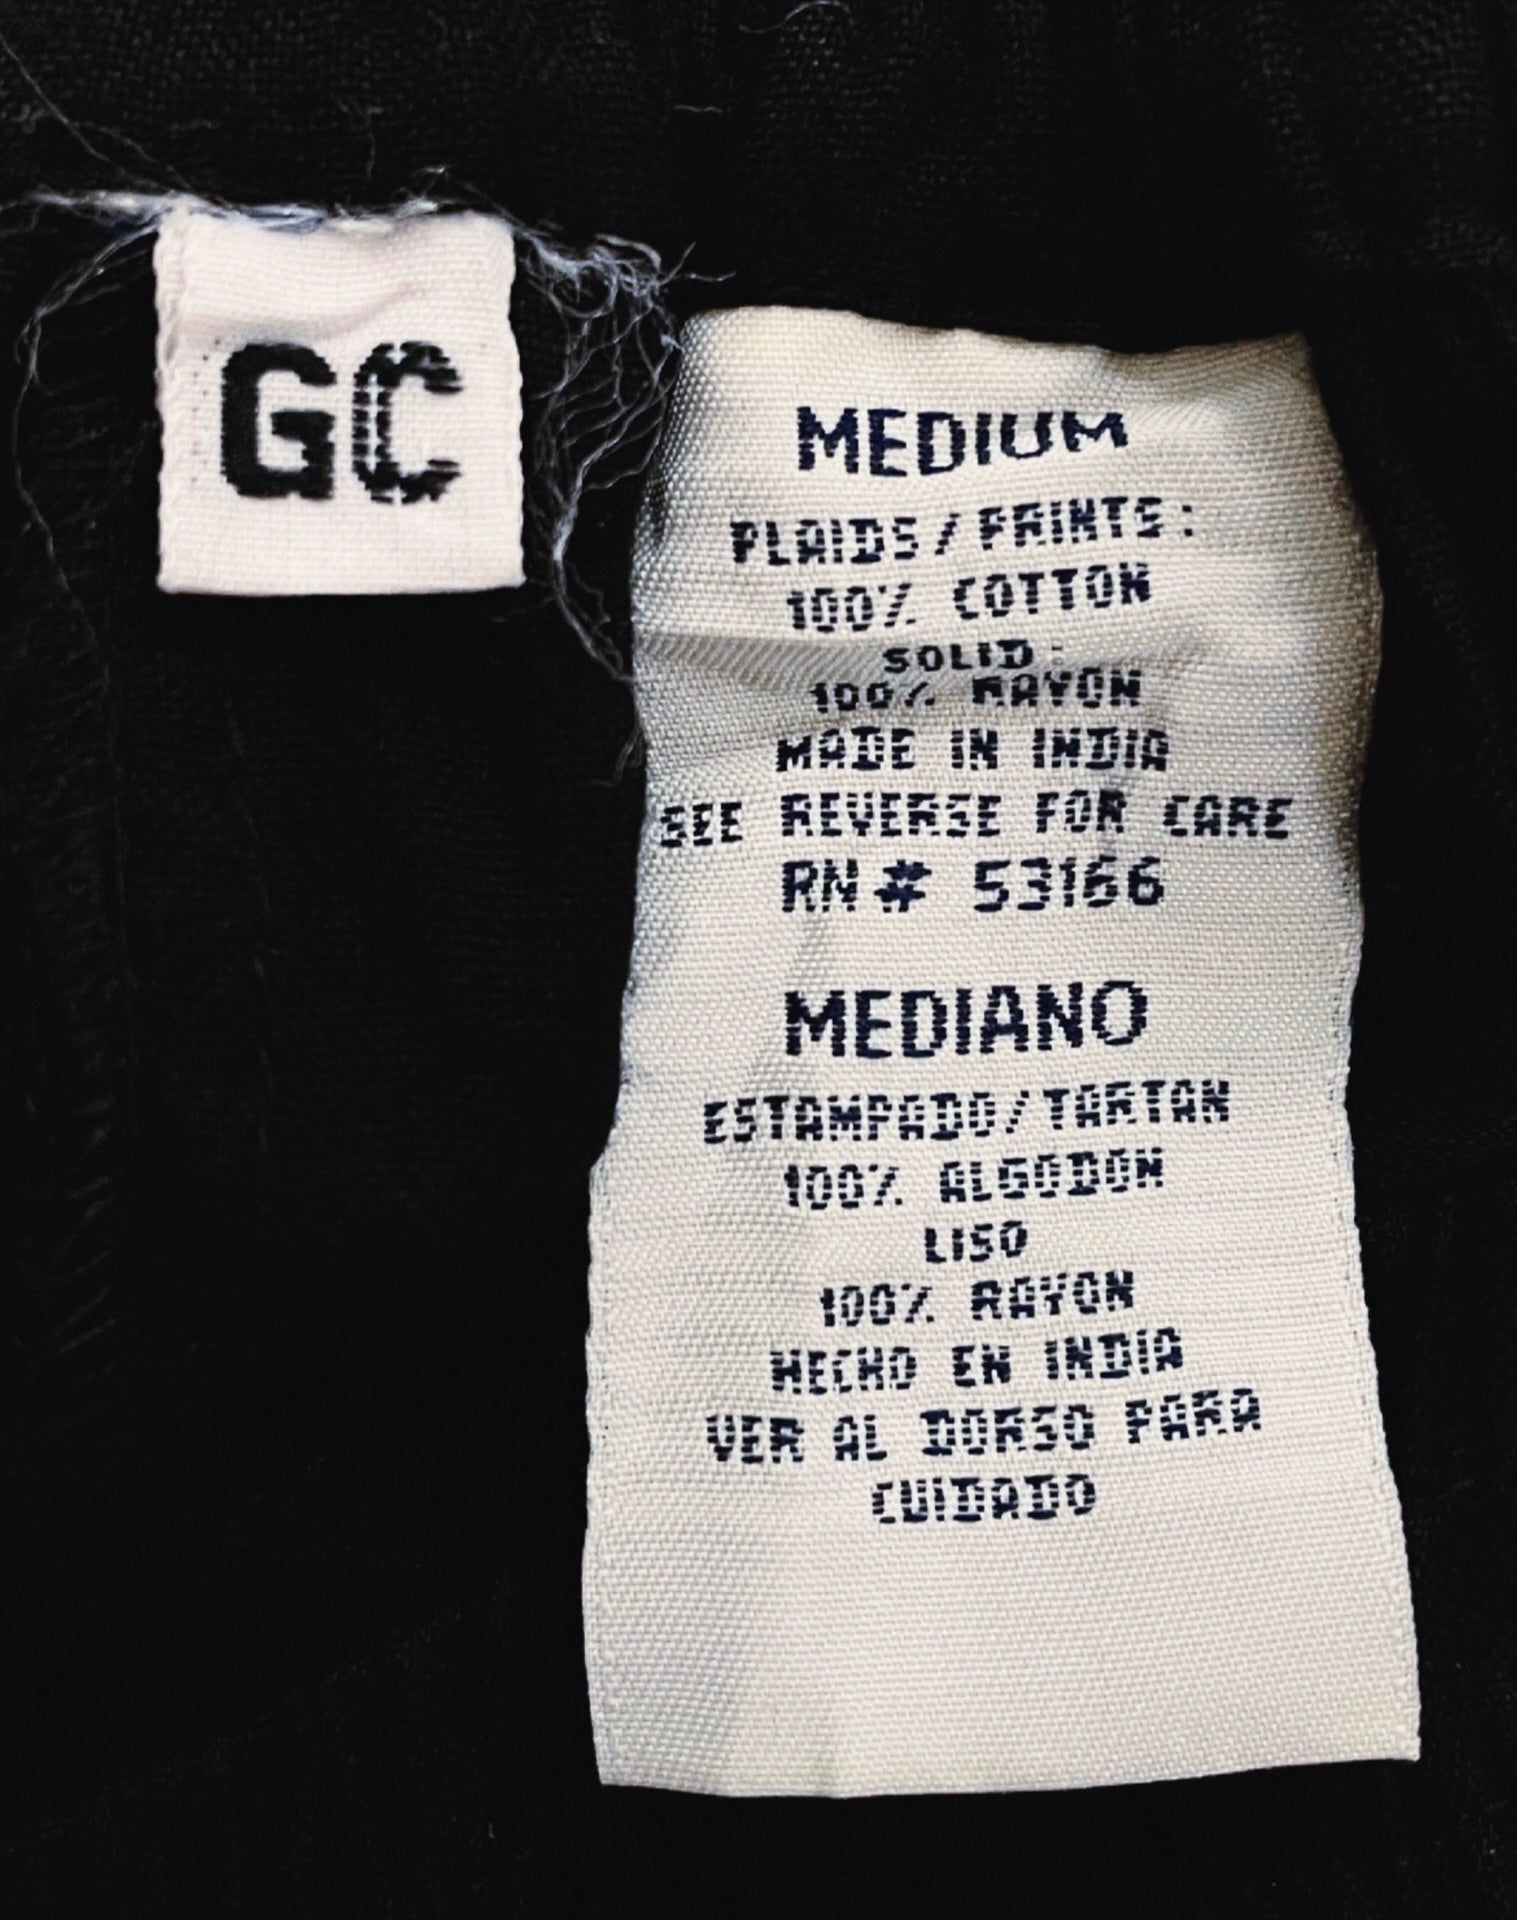 GC
MEDIUM
PLAIDS/PRINTS:
100% COTTON
SOLID:
100% RAYON
MADE IN INDIA
SEE REVERSE FOR CARE
RN# 53166
MEDIANO
ESTAMPADO/TARTAN
100% ALGODON
LISO
100% RAYON
HECHO EN INDIA
VER AL DORSO PARA
CUIDADO